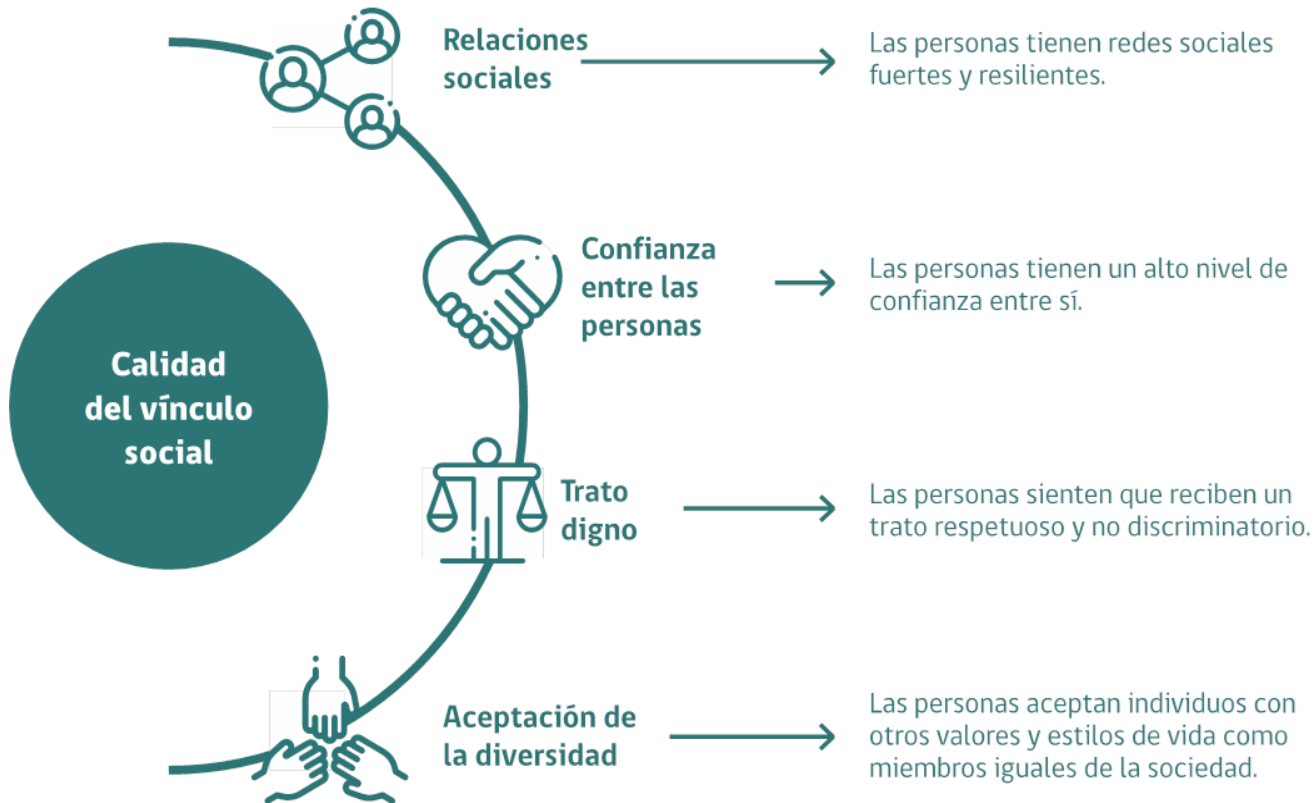 Calidad
del vínculo
social
Relaciones
sociales
Las personas tienen redes sociales
fuertes y resilientes.
Confianza
entre las
personas
Las personas tienen un alto nivel de
confianza entre sí.
Trato
digno
Las personas sienten que reciben un
trato respetuoso y no discriminatorio.
Aceptación de
la diversidad
Las personas aceptan individuos con
otros valores y estilos de vida como
miembros iguales de la sociedad.